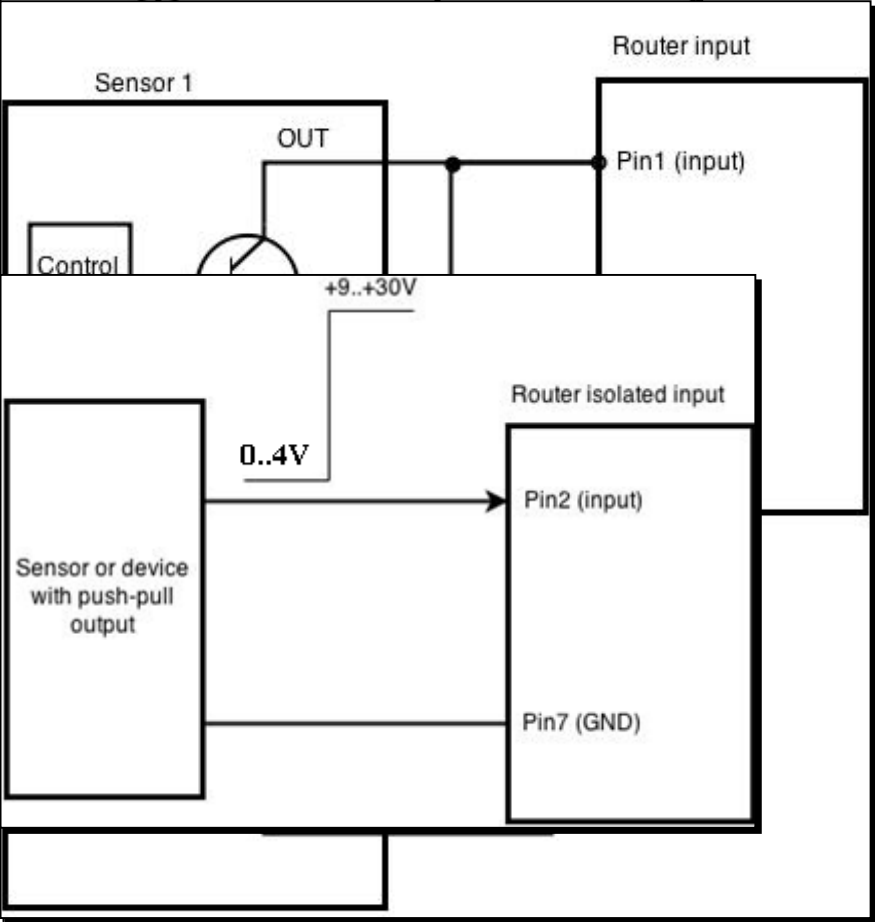 Router input
Sensor 1
OUT
Pin1 (input)
Control
+9..+30V
Router isolated input
0..4V
Pin2 (input)
Sensor or device
with push-pull
output
Pin7 (GND)